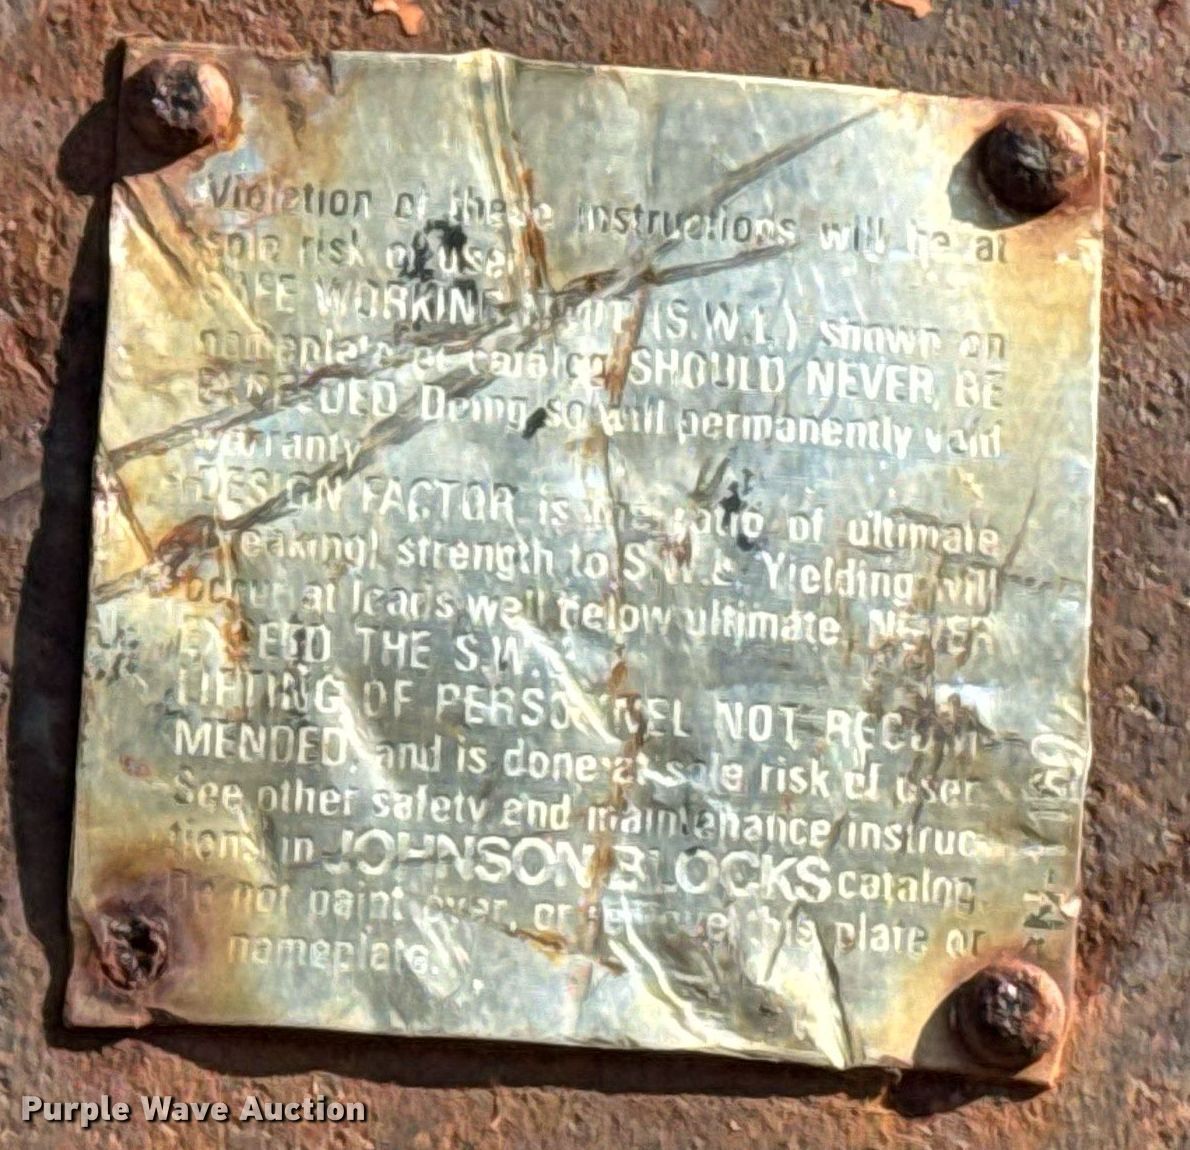 Violation of these instructions will be at
sole risk of user.
SAFE WORKING LIMIT (S.W.L.) shown on
nameplate or catalog SHOULD NEVER BE
EXCEEDED Doing so will permanently void
warranty
DESIGN FACTOR is the ratio of ultimate
(breaking) strength to S.W.L. Yielding will
occur at loads well below ultimate, NEVER
EXCEED THE S.W.L.
LIFTING OF PERSONNEL NOT RECOM-
MENDED, and is done at sole risk of user
See other safety and maintenance instruc-
tions in JOHNSON BLOCKS catalog.
Do not paint over, or remove this plate or
nameplate.
Purple Wave Auction